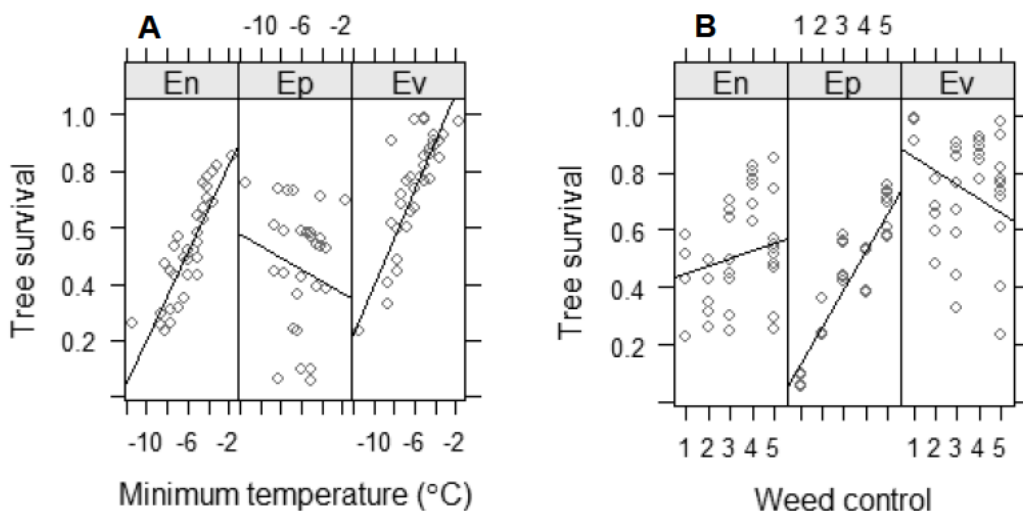 A
-10 -6 -2
En Ep Ev
1.0
0.8
0.6
0.4
0.2
Tree survival
-10 -6 -2 -10 -6 -2
Minimum temperature (°C)
B
1 2 3 4 5
En Ep Ev
1.0
0.8
0.6
0.4
0.2
Tree survival
1 2 3 4 5 1 2 3 4 5
Weed control